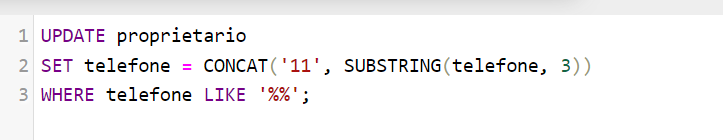 1 UPDATE proprietario
2 SET telefone = CONCAT('11', SUBSTRING(telefone, 3))
3 WHERE telefone LIKE '%%';